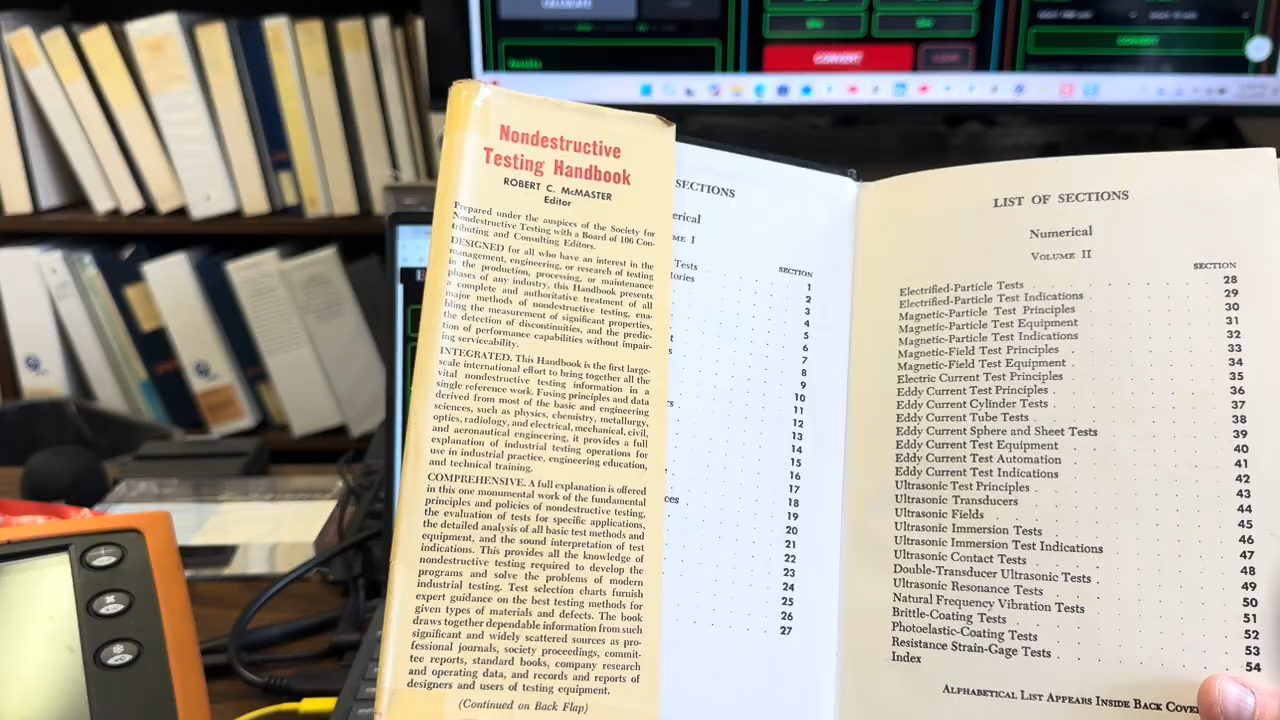 CALCULATE
Results
CONVERT
CLEAR
CONVERT
Nondestructive
Testing Handbook
ROBERT C. McMASTER
Editor
Prepared under the auspices of the Society for
Nondestructive Testing with a Board of 106 Con-
tributing and Consulting Editors.
DESIGNED for all who have an interest in the
management, engineering, or research of testing
in the production, processing, or maintenance
phases of any industry, this Handbook presents
a complete and authoritative treatment of all
major methods of nondestructive testing, ena-
bling the measurement of significant properties,
the detection of discontinuities, and the predic-
tion of performance capabilities without impair-
ing serviceability.
INTEGRATED. This Handbook is the first large-
scale international effort to bring together all the
vital nondestructive testing information in a
single reference work. Fusing principles and data
derived from most of the basic and engineering
sciences, such as physics, chemistry, metallurgy,
optics, radiology, and electrical, mechanical, civil,
and aeronautical engineering, it provides a full
explanation of industrial testing operations for
use in industrial practice, engineering education,
and technical training.
COMPREHENSIVE. A full explanation is offered
in this one monumental work of the fundamental
principles and policies of nondestructive testing,
the evaluation of tests for specific applications,
the detailed analysis of all basic test methods and
equipment, and the sound interpretation of test
indications. This provides all the knowledge of
nondestructive testing required to develop the
programs and solve the problems of modern
industrial testing. Test selection charts furnish
expert guidance on the best testing methods for
given types of materials and defects. The book
draws together dependable information from such
significant and widely scattered sources as pro-
fessional journals, society proceedings, commit-
tee reports, standard books, company research
and operating data, and records and reports of
designers and users of testing equipment.
(Continued on Back Flap)
SECTIONS
erical
ME I
SECTION
Tests 1
tories 2
3
4
5
6
7
8
9
10
11
12
13
14
15
16
17
18
19
20
21
22
23
24
25
26
27
LIST OF SECTIONS
Numerical
VOLUME II
SECTION
Electrified-Particle Tests 28
Electrified-Particle Test Indications 29
Magnetic-Particle Test Principles 30
Magnetic-Particle Test Equipment 31
Magnetic-Particle Test Indications 32
Magnetic-Field Test Principles 33
Magnetic-Field Test Equipment 34
Electric Current Test Principles 35
Eddy Current Test Principles 36
Eddy Current Cylinder Tests 37
Eddy Current Tube Tests 38
Eddy Current Sphere and Sheet Tests 39
Eddy Current Test Equipment 40
Eddy Current Test Automation 41
Eddy Current Test Indications 42
Ultrasonic Test Principles 43
Ultrasonic Transducers 44
Ultrasonic Fields 45
Ultrasonic Immersion Tests 46
Ultrasonic Immersion Test Indications 47
Ultrasonic Contact Tests 48
Double-Transducer Ultrasonic Tests 49
Ultrasonic Resonance Tests 50
Natural Frequency Vibration Tests 51
Brittle-Coating Tests 52
Photoelastic-Coating Tests 53
Resistance Strain-Gage Tests 54
Index
ALPHABETICAL LIST APPEARS INSIDE BACK COVER